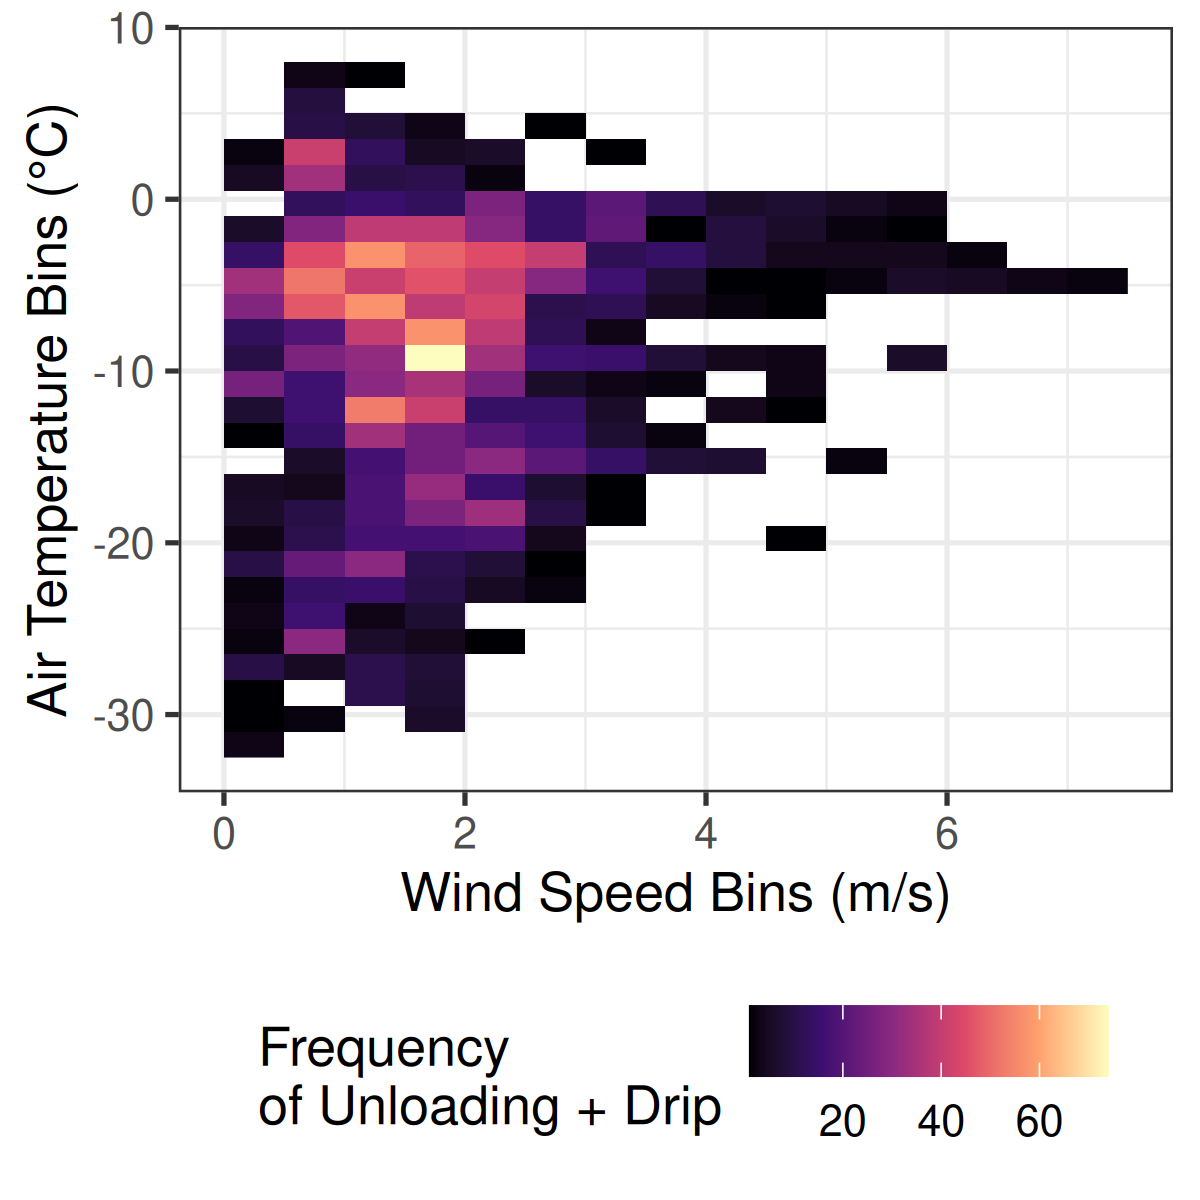 10
0
-10
-20
-30
Air Temperature Bins (°C)
0 2 4 6
Wind Speed Bins (m/s)
Frequency
of Unloading + Drip
20 40 60